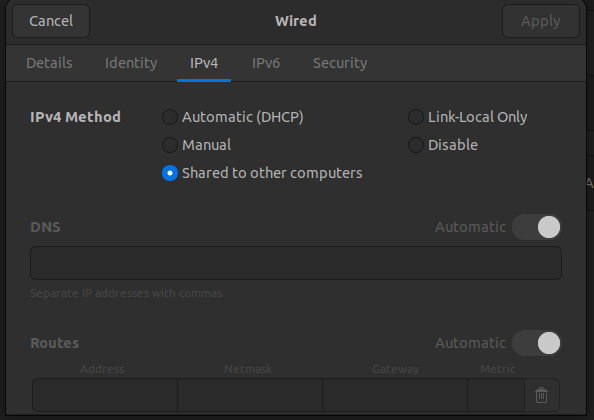 Cancel Wired Apply
Details Identity IPv4 IPv6 Security
IPv4 Method Automatic (DHCP) Link-Local Only
Manual Disable
Shared to other computers
DNS Automatic
Separate IP addresses with commas
Routes Automatic
Address Netmask Gateway Metric
A